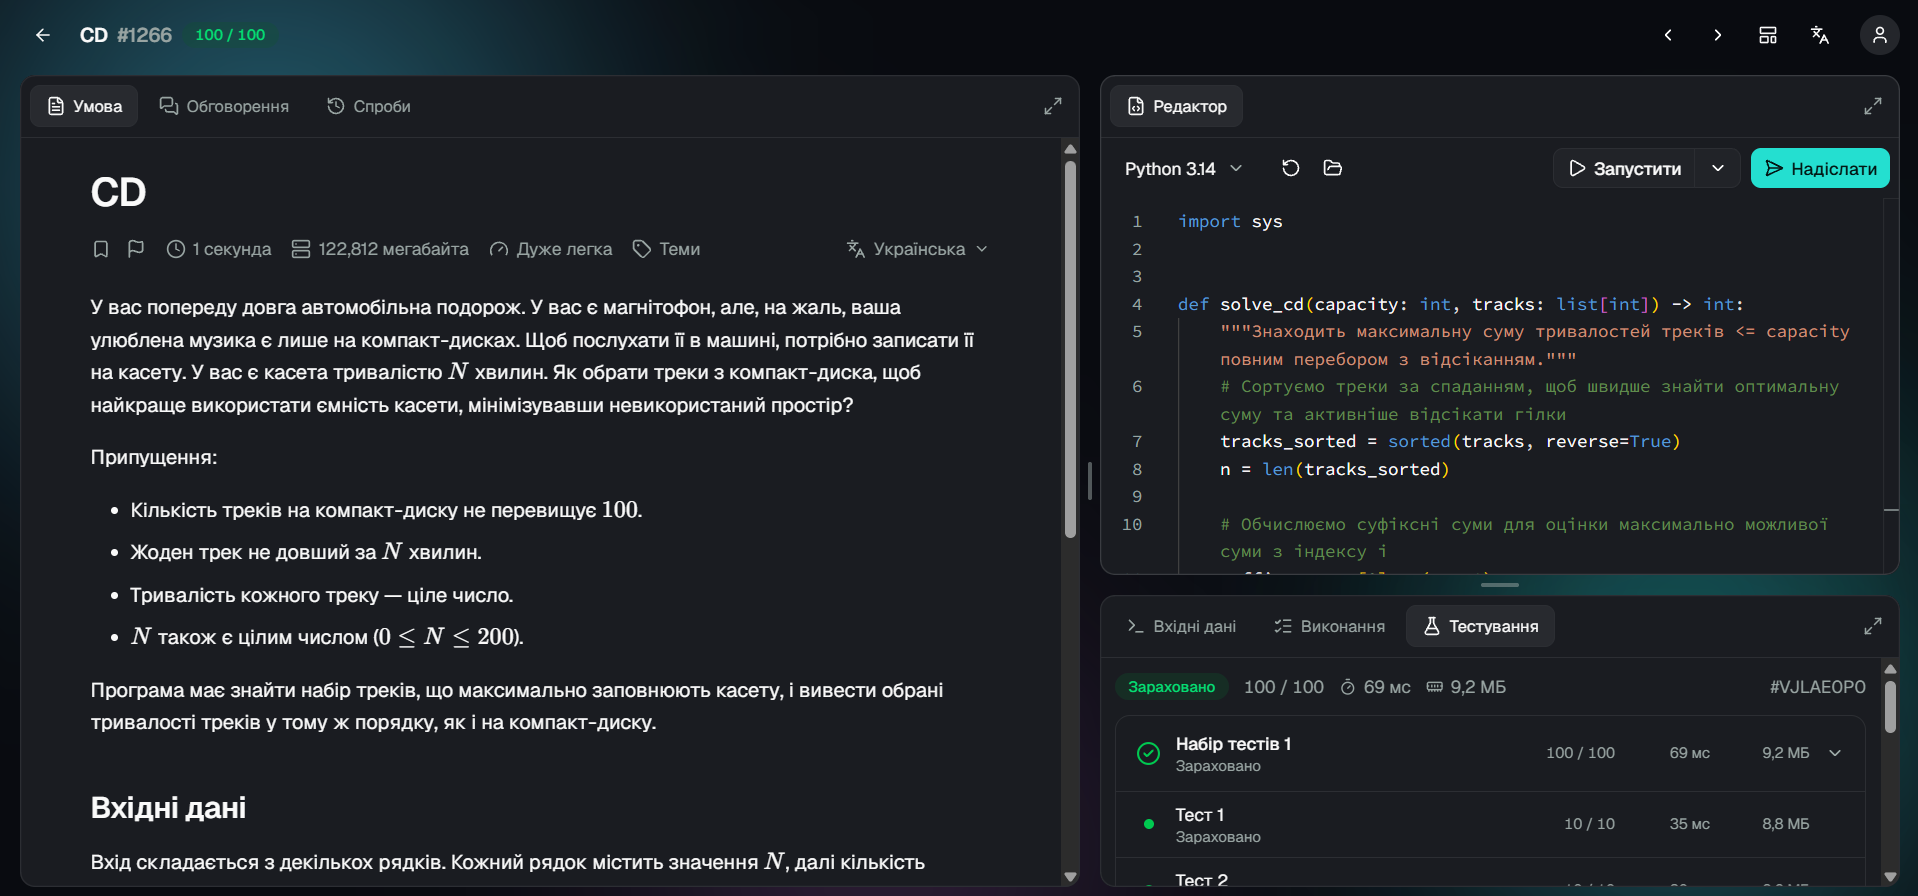 CD #1266 100 / 100
Умова Обговорення Спроби
CD
1 секунда 122,812 мегабайта Дуже легка Теми Українська
У вас попереду довга автомобільна подорож. У вас є магнітофон, але, на жаль, ваша
улюблена музика є лише на компакт-дисках. Щоб послухати її в машині, потрібно записати її
на касету. У вас є касета тривалістю N хвилин. Як обрати треки з компакт-диска, щоб
найкраще використати ємність касети, мінімізувавши невикористаний простір?
Припущення:
• Кількість треків на компакт-диску не перевищує 100.
• Жоден трек не довший за N хвилин.
• Тривалість кожного треку — ціле число.
• N також є цілим числом (0 ≤ N ≤ 200).
Програма має знайти набір треків, що максимально заповнюють касету, і вивести обрані
тривалості треків у тому ж порядку, як і на компакт-диску.
Вхідні дані
Вхід складається з декількох рядків. Кожний рядок містить значення N, далі кількість
Редактор
Python 3.14 Запустити Надіслати
1 import sys
2
3
4 def solve_cd(capacity: int, tracks: list[int]) -> int:
5 """Знаходить максимальну суму тривалостей треків <= capacity
повним перебором з відсіканням."""
6 # Сортуємо треки за спаданням, щоб швидше знайти оптимальну
суму та активніше відсікати гілки
7 tracks_sorted = sorted(tracks, reverse=True)
8 n = len(tracks_sorted)
9
10 # Обчислюємо суфіксні суми для оцінки максимально можливої
суми з індексу i
Вхідні дані Виконання Тестування
Зараховано 100 / 100 69 мс 9,2 МБ #VJLAE0P0
Набір тестів 1 100 / 100 69 мс 9,2 МБ
Зараховано
Тест 1 10 / 10 35 мс 8,8 МБ
Зараховано
Тест 2